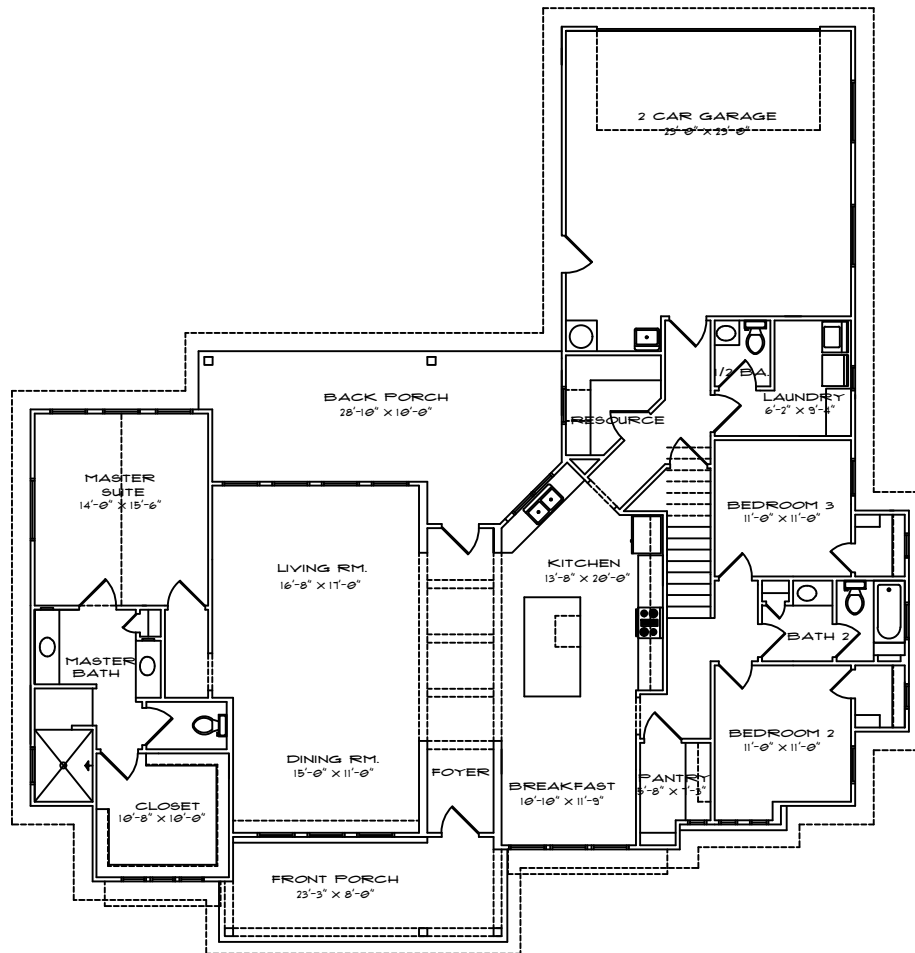 2 CAR GARAGE
23'-0" X 23'-0"
1/2 BA.
LAUNDRY
6'-2" X 9'-4"
BACK PORCH
28'-10" X 10'-0"
RESOURCE
MASTER
SUITE
14'-0" X 15'-6"
BEDROOM 3
11'-0" X 11'-0"
LIVING RM.
16'-8" X 17'-0"
KITCHEN
13'-8" X 20'-0"
BATH 2
MASTER
BATH
BEDROOM 2
11'-0" X 11'-0"
DINING RM.
15'-0" X 11'-0"
FOYER
BREAKFAST
10'-10" X 11'-9"
PANTRY
5'-8" X 7'-3"
CLOSET
10'-8" X 10'-0"
FRONT PORCH
23'-3" X 8'-0"